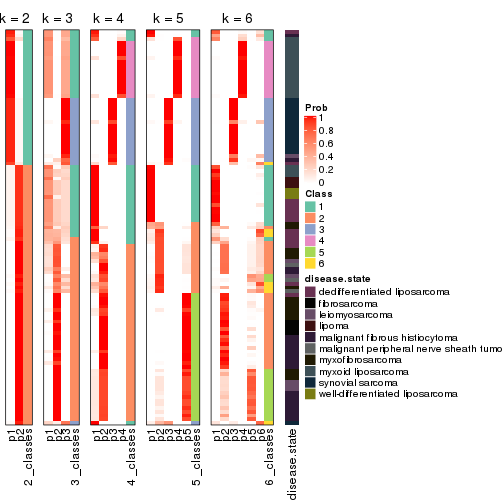 k = 2 k = 3 k = 4 k = 5 k = 6
Prob
1
0.8
0.6
0.4
0.2
0
Class
1
2
3
4
5
6
disease.state
dedifferentiated liposarcoma
fibrosarcoma
leiomyosarcoma
lipoma
malignant fibrous histiocytoma
malignant peripheral nerve sheath tumo
myxofibrosarcoma
myxoid liposarcoma
synovial sarcoma
well-differentiated liposarcoma
p1
p2
2_classes
p1
p2
p3
3_classes
p1
p2
p3
p4
4_classes
p1
p2
p3
p4
p5
5_classes
p1
p2
p3
p4
p5
p6
6_classes
disease.state